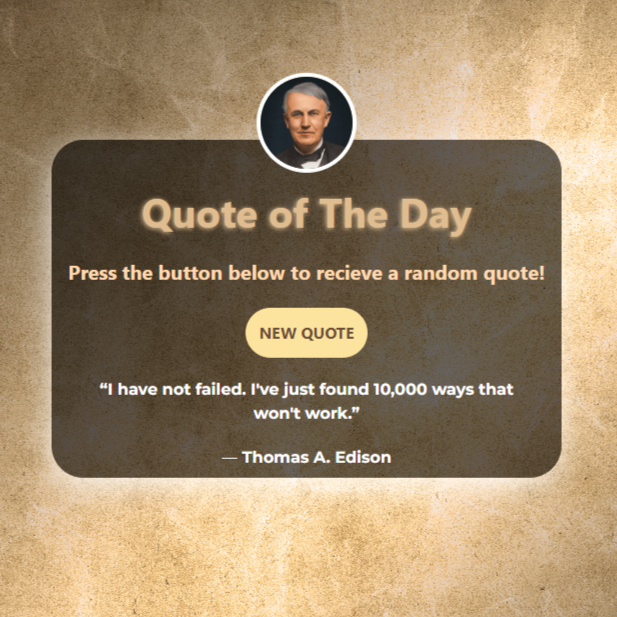 Quote of The Day
Press the button below to recieve a random quote!
NEW QUOTE
“I have not failed. I've just found 10,000 ways that
won't work.”
— Thomas A. Edison